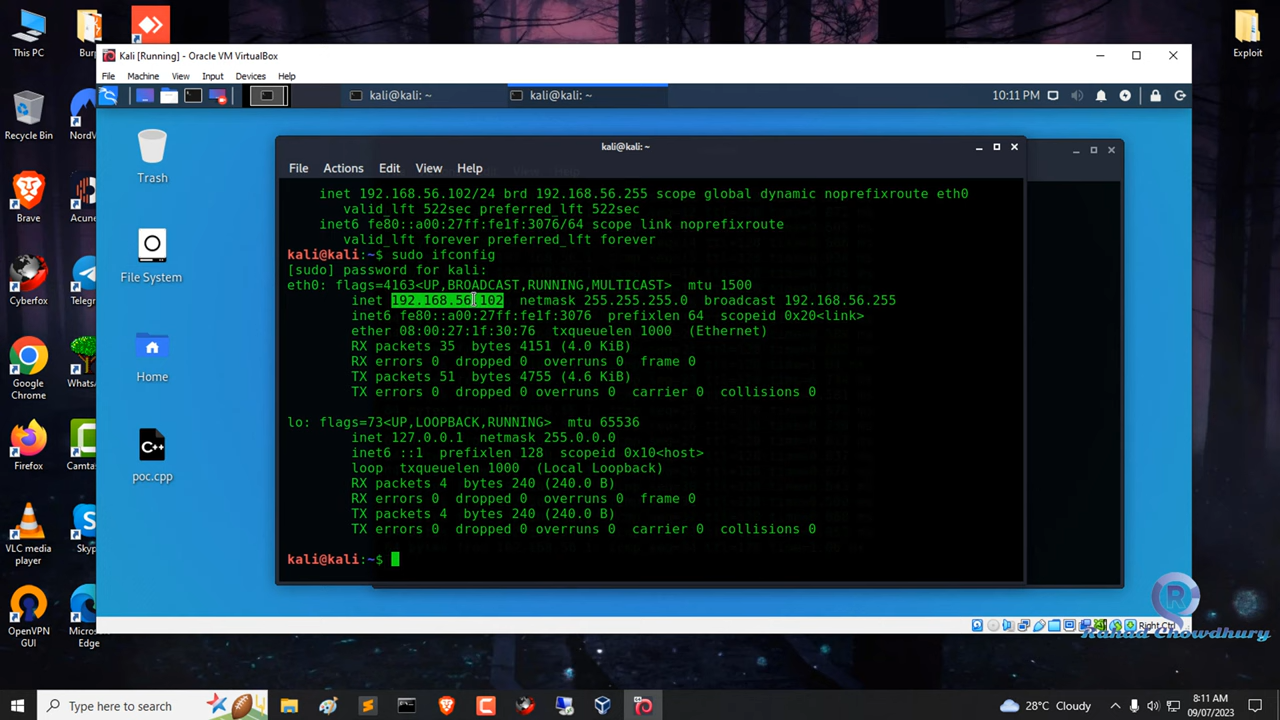 This PC
Burp
Exploit
Kali [Running] - Oracle VM VirtualBox
File Machine View Input Devices Help
kali@kali: ~
kali@kali: ~
10:11 PM
Recycle Bin
NordV
Trash
kali@kali:~
File Actions Edit View Help
inet 192.168.56.102/24 brd 192.168.56.255 scope global dynamic noprefixroute eth0
valid_lft 522sec preferred_lft 522sec
inet6 fe80::a00:27ff:fe1f:3076/64 scope link noprefixroute
valid_lft forever preferred_lft forever
kali@kali:~$ sudo ifconfig
[sudo] password for kali:
eth0: flags=4163<UP,BROADCAST,RUNNING,MULTICAST>  mtu 1500
inet 192.168.56.102  netmask 255.255.255.0  broadcast 192.168.56.255
inet6 fe80::a00:27ff:fe1f:3076  prefixlen 64  scopeid 0x20<link>
ether 08:00:27:1f:30:76  txqueuelen 1000  (Ethernet)
RX packets 35  bytes 4151 (4.0 KiB)
RX errors 0  dropped 0  overruns 0  frame 0
TX packets 51  bytes 4755 (4.6 KiB)
TX errors 0  dropped 0 overruns 0  carrier 0  collisions 0
lo: flags=73<UP,LOOPBACK,RUNNING>  mtu 65536
inet 127.0.0.1  netmask 255.0.0.0
inet6 ::1  prefixlen 128  scopeid 0x10<host>
loop  txqueuelen 1000  (Local Loopback)
RX packets 4  bytes 240 (240.0 B)
RX errors 0  dropped 0  overruns 0  frame 0
TX packets 4  bytes 240 (240.0 B)
TX errors 0  dropped 0 overruns 0  carrier 0  collisions 0
kali@kali:~$
Brave
Acune
File System
Cyberfox
Telegr
Google
Chrome
WhatsA
Home
Firefox
Camtas
C++
poc.cpp
VLC media
player
Skyp
OpenVPN
GUI
Microso
Edge
Right Ctrl
R
Rahad Chowdhury
Type here to search
28°C Cloudy
8:11 AM
09/07/2023